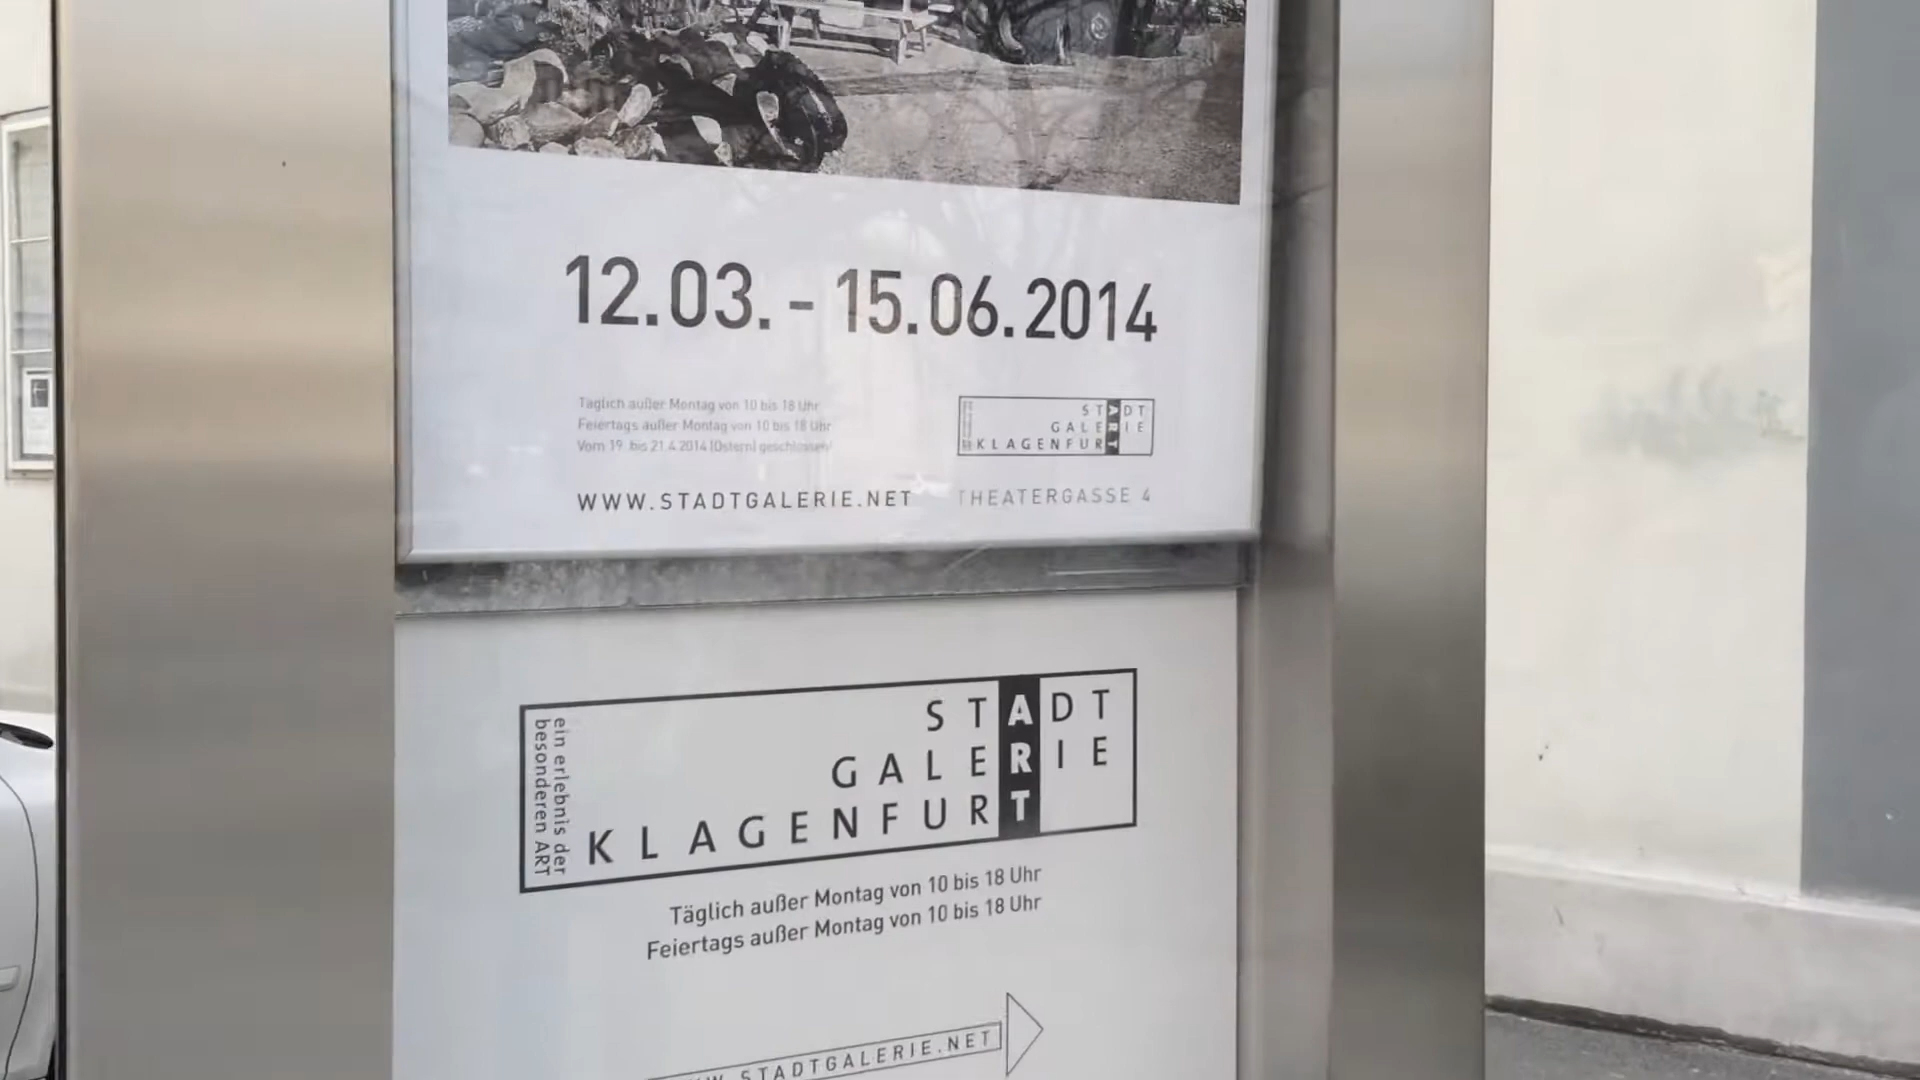 12.03. - 15.06.2014
Täglich außer Montag von 10 bis 18 Uhr
Feiertags außer Montag von 10 bis 18 Uhr
Vom 19. bis 21.4.2014 (Ostern) geschlossen!
STADT
GALERIE
KLAGENFURT
WWW.STADTGALERIE.NET
THEATERGASSE 4
ein erlebnis der
besonderen ART
STADT
GALERIE
KLAGENFURT
Täglich außer Montag von 10 bis 18 Uhr
Feiertags außer Montag von 10 bis 18 Uhr
STADTGALERIE.NET